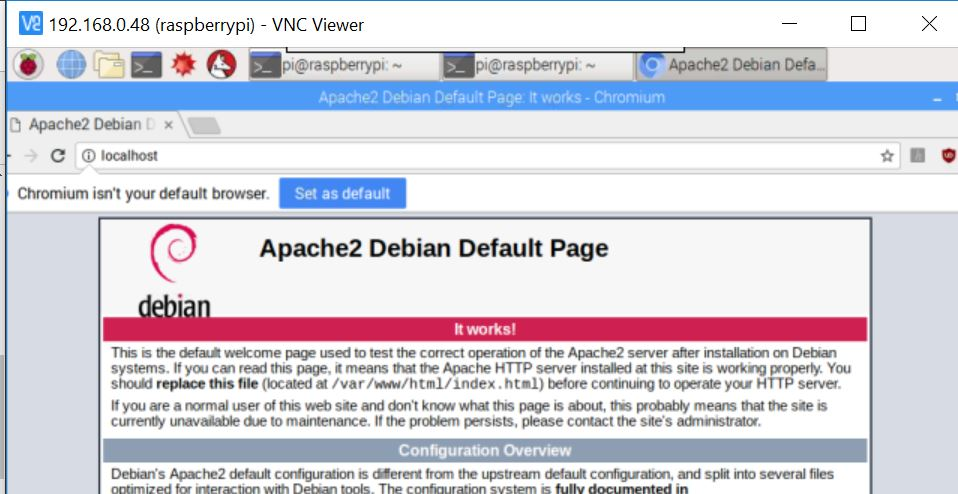 192.168.0.48 (raspberrypi) - VNC Viewer
pi@raspberrypi: ~
pi@raspberrypi: ~
Apache2 Debian Defa...
Apache2 Debian Default Page: It works - Chromium
Apache2 Debian D
localhost
Chromium isn't your default browser.
Set as default
Apache2 Debian Default Page
debian
It works!
This is the default welcome page used to test the correct operation of the Apache2 server after installation on Debian
systems. If you can read this page, it means that the Apache HTTP server installed at this site is working properly. You
should replace this file (located at /var/www/html/index.html) before continuing to operate your HTTP server.
If you are a normal user of this web site and don't know what this page is about, this probably means that the site is
currently unavailable due to maintenance. If the problem persists, please contact the site's administrator.
Configuration Overview
Debian's Apache2 default configuration is different from the upstream default configuration, and split into several files
optimized for interaction with Debian tools. The configuration system is fully documented in